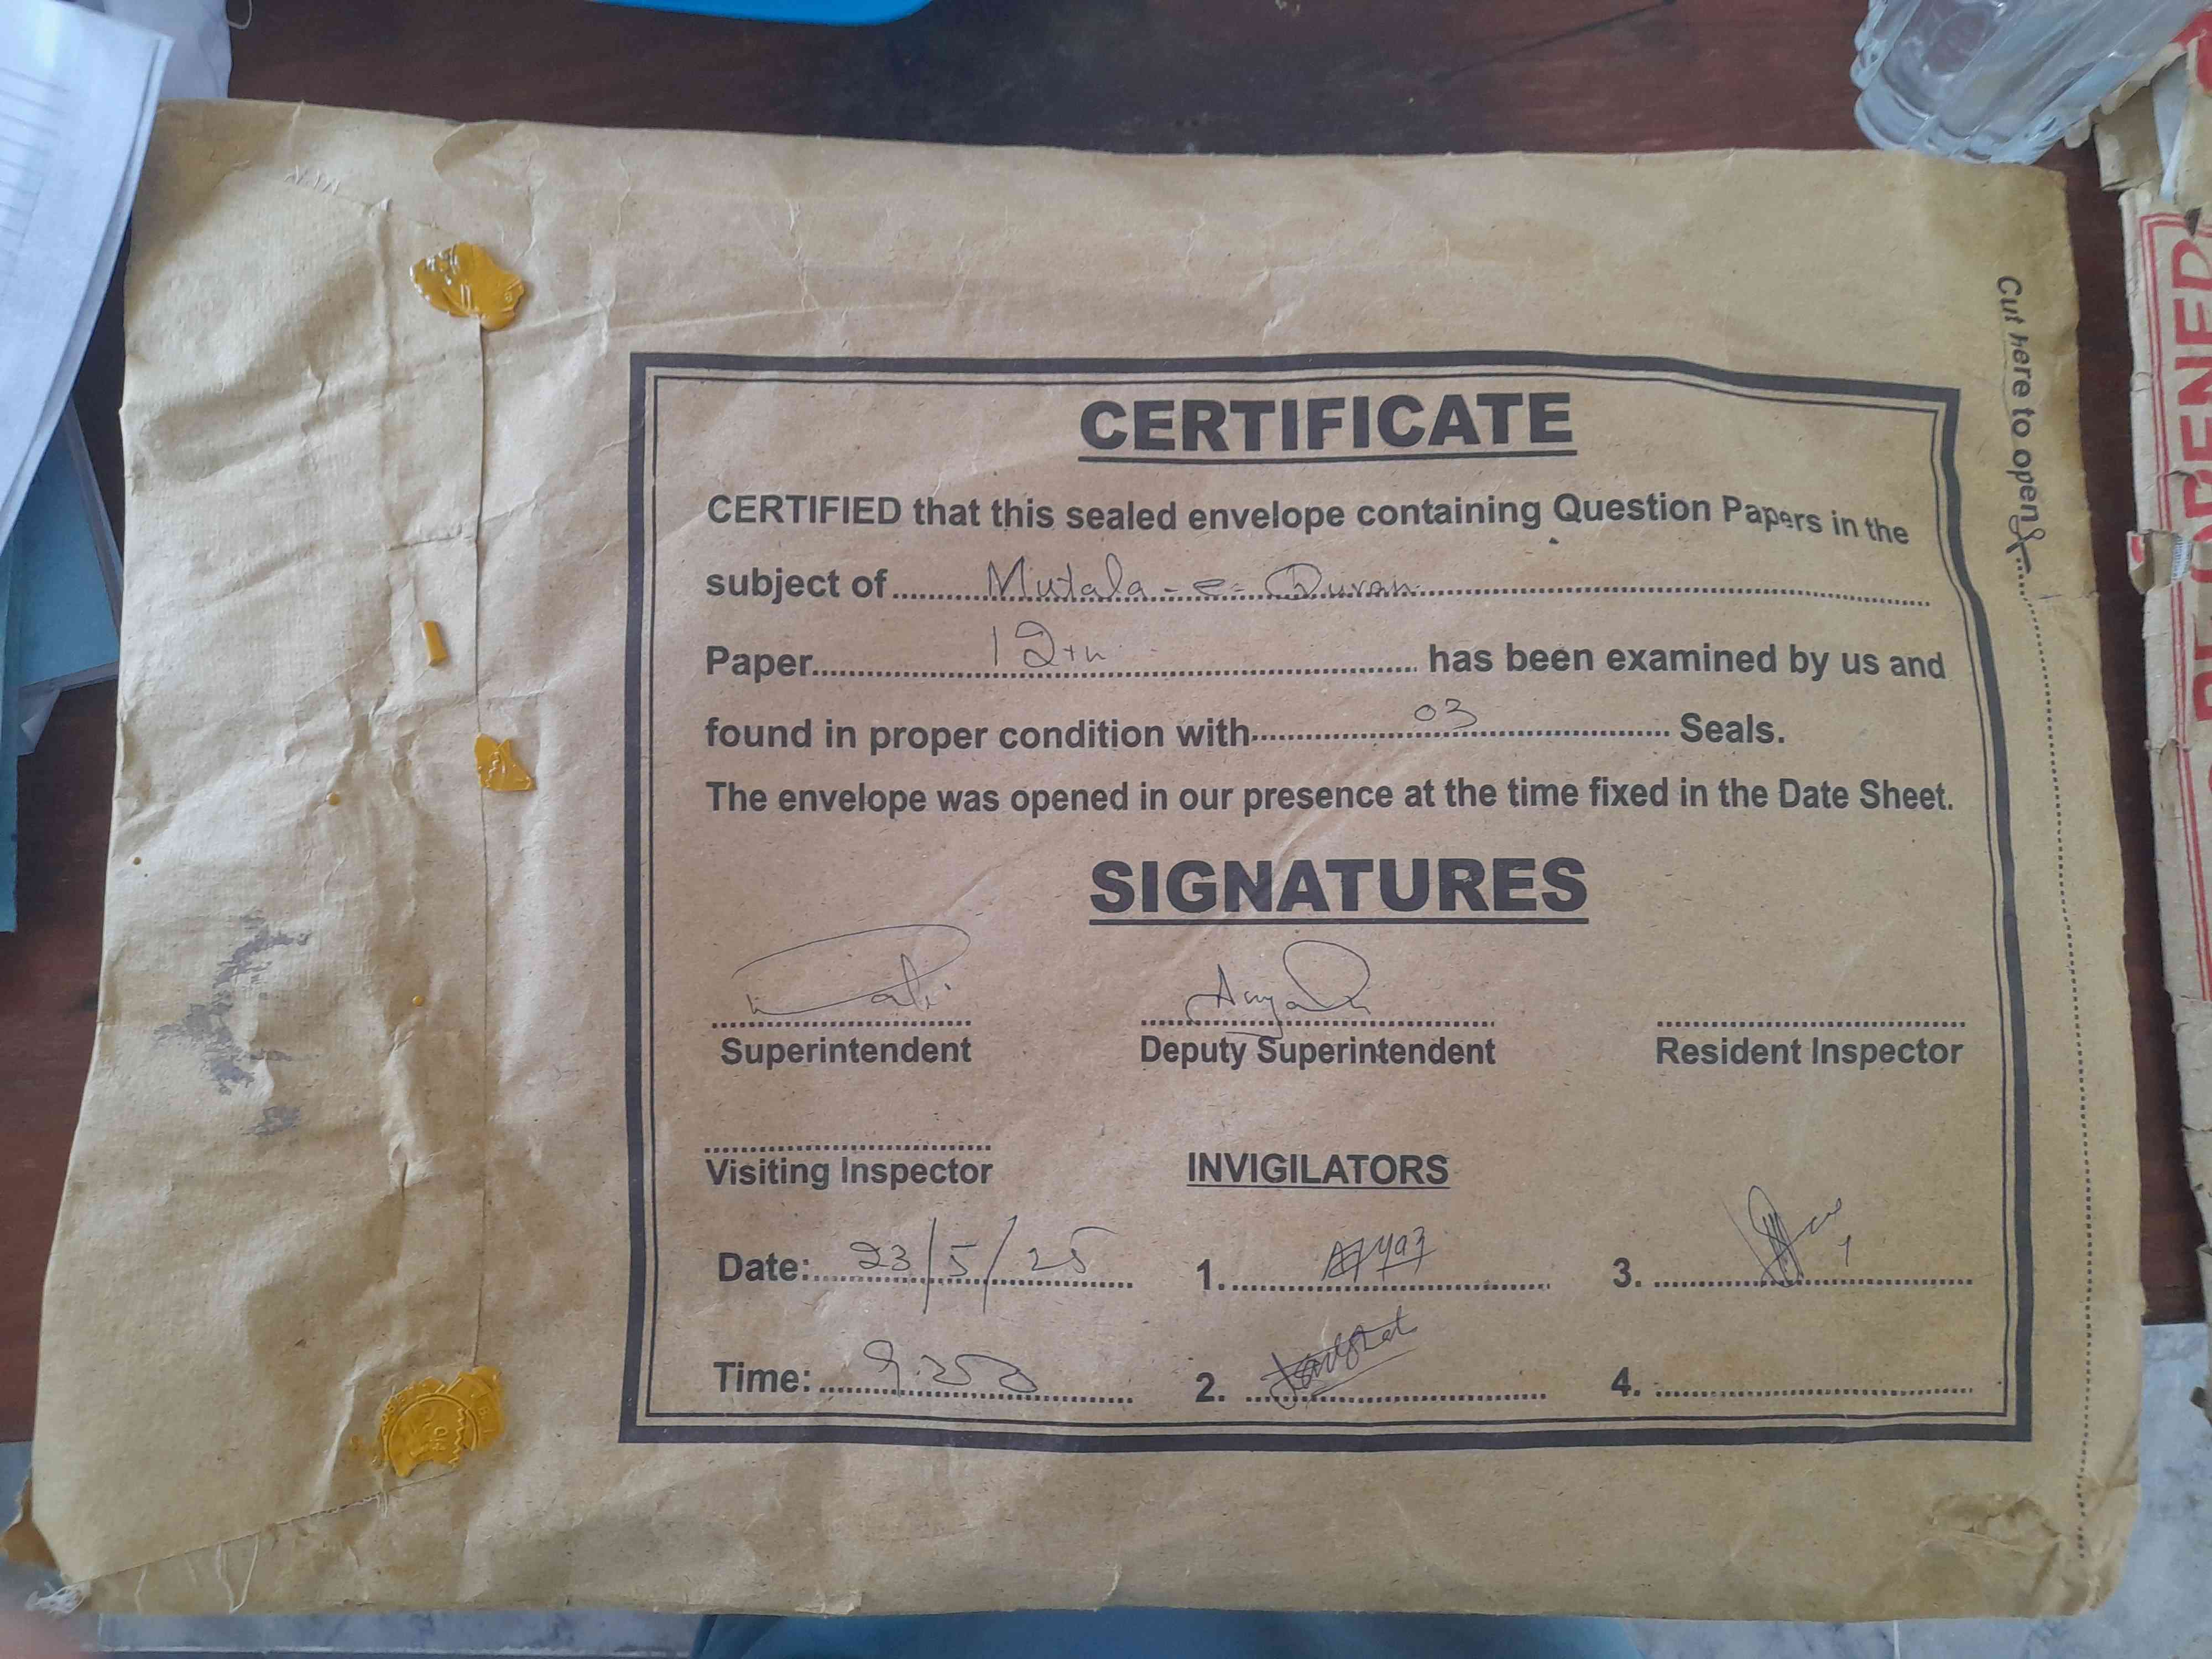 CERTIFICATE
CERTIFIED that this sealed envelope containing Question Papers in the
subject of Mutala-e-Quran
Paper 12th has been examined by us and
found in proper condition with 03 Seals.
The envelope was opened in our presence at the time fixed in the Date Sheet.
SIGNATURES
Superintendent Deputy Superintendent Resident Inspector
Visiting Inspector INVIGILATORS
Date: 23/5/25 1. Ayyaz 3.
Time: 2. 4.
Cut here to open
OPENED